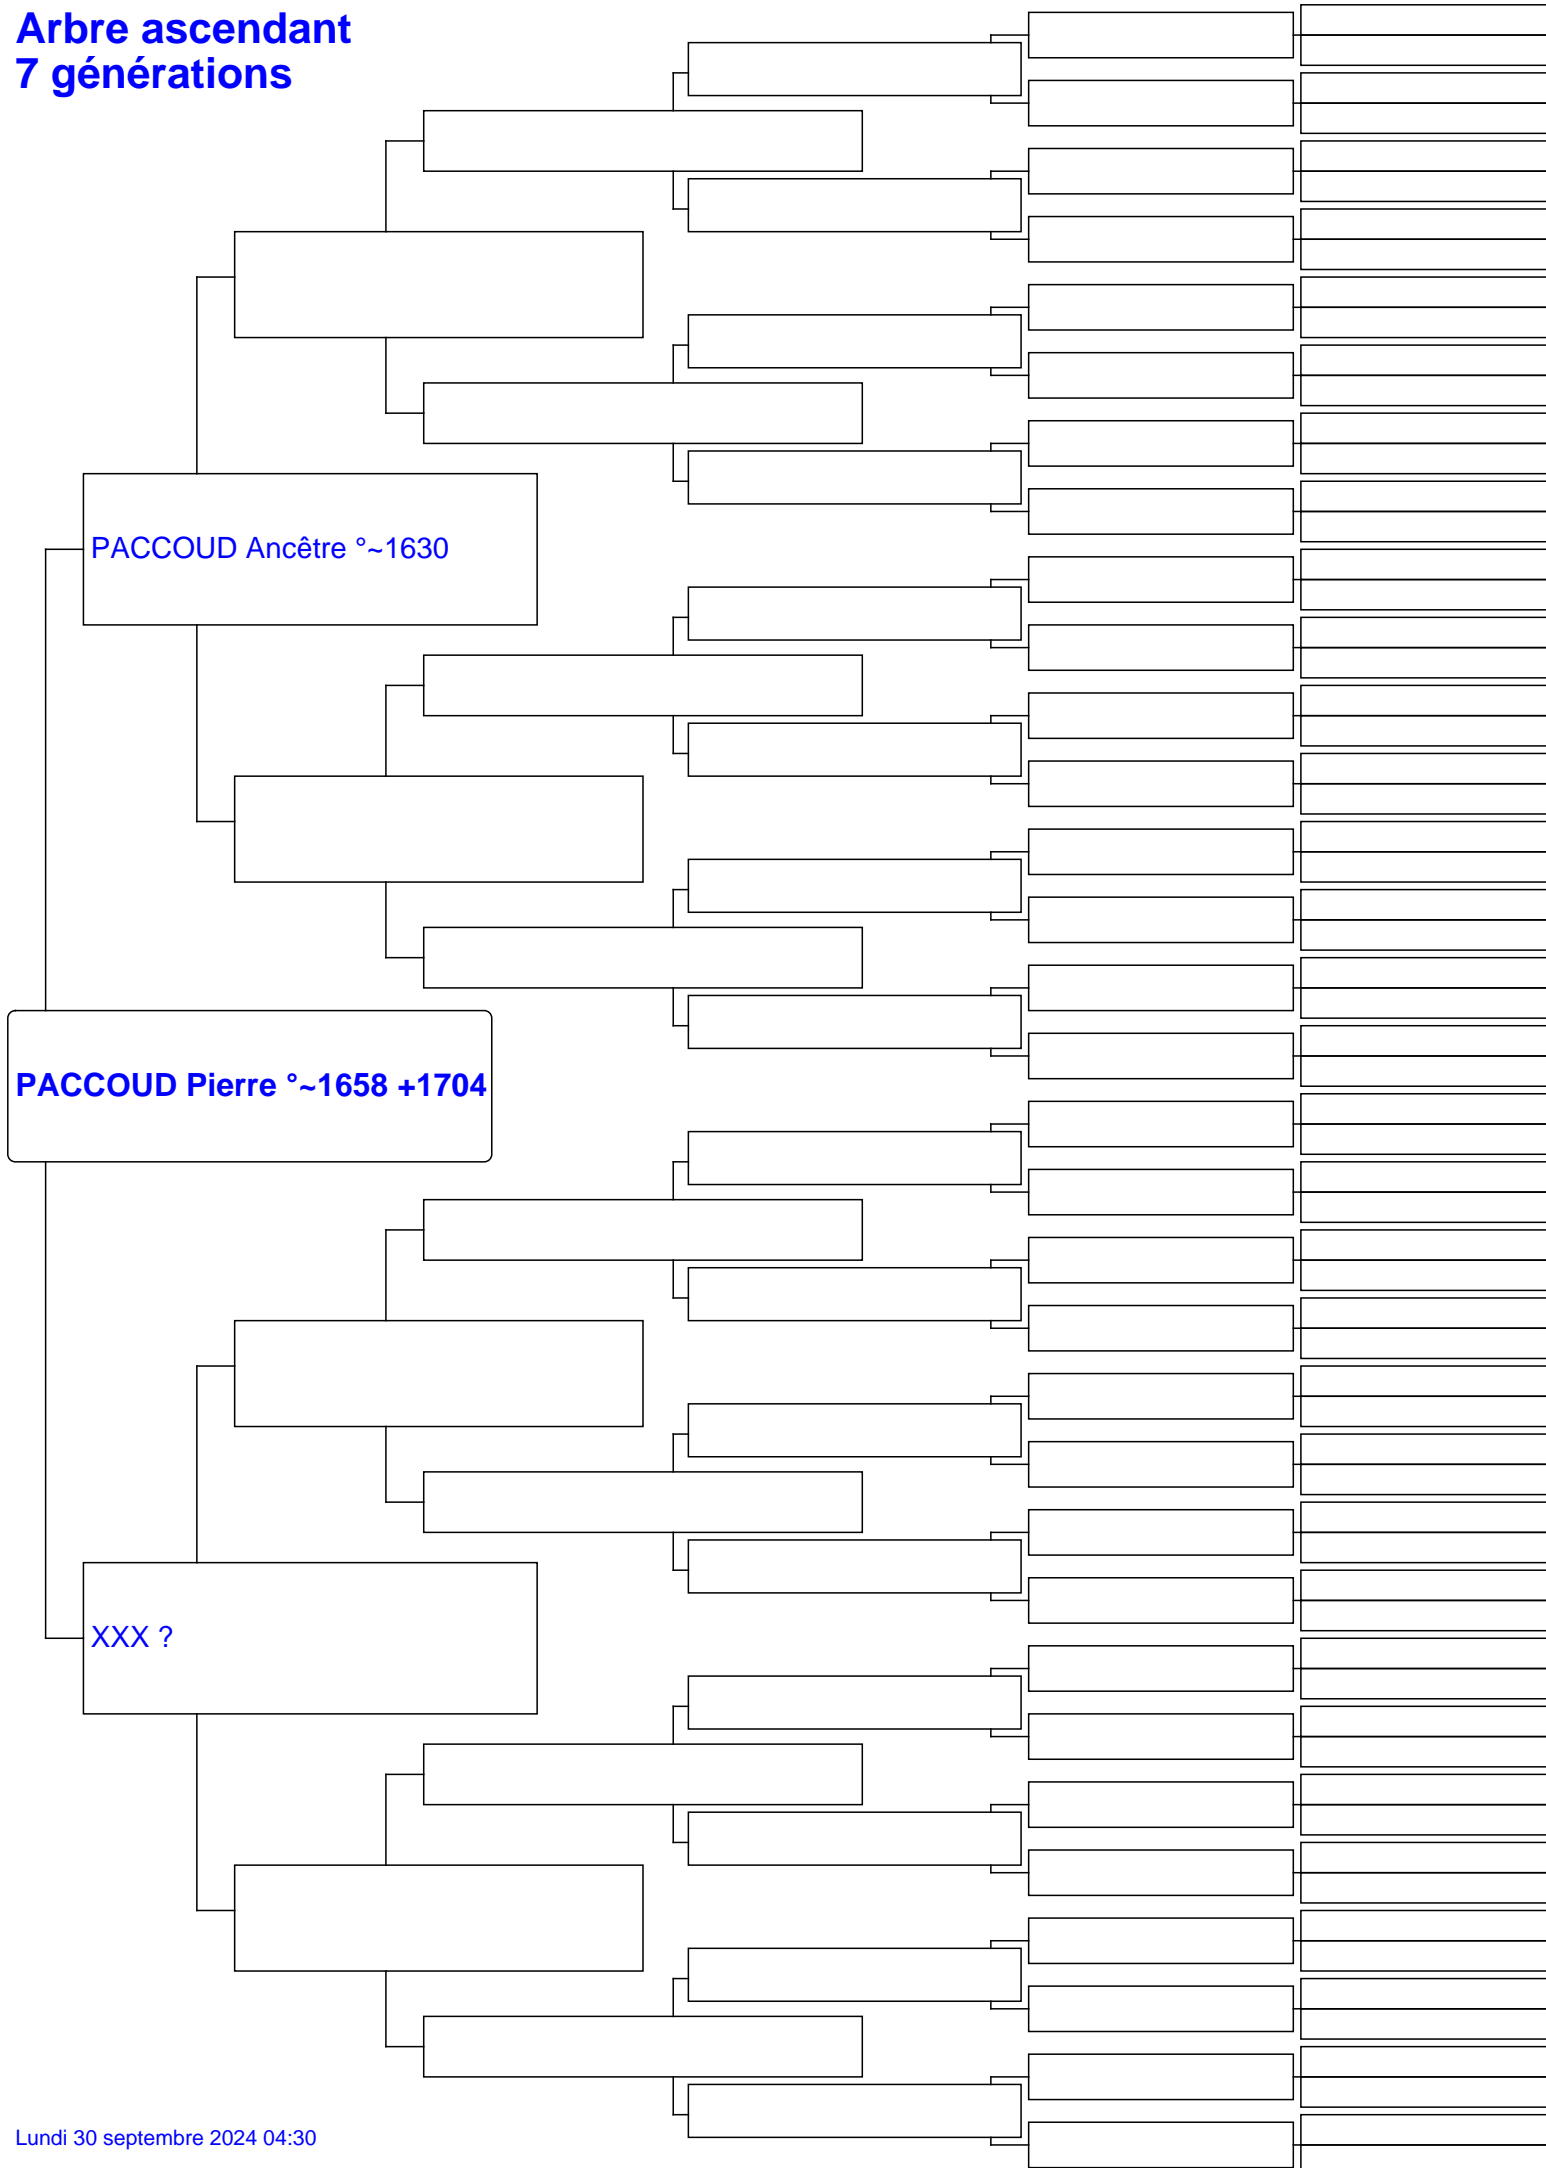 Arbre ascendant
7 générations
PACCOUD Ancêtre °~1630
PACCOUD Pierre °~1658 +1704
XXX ?
Lundi 30 septembre 2024 04:30